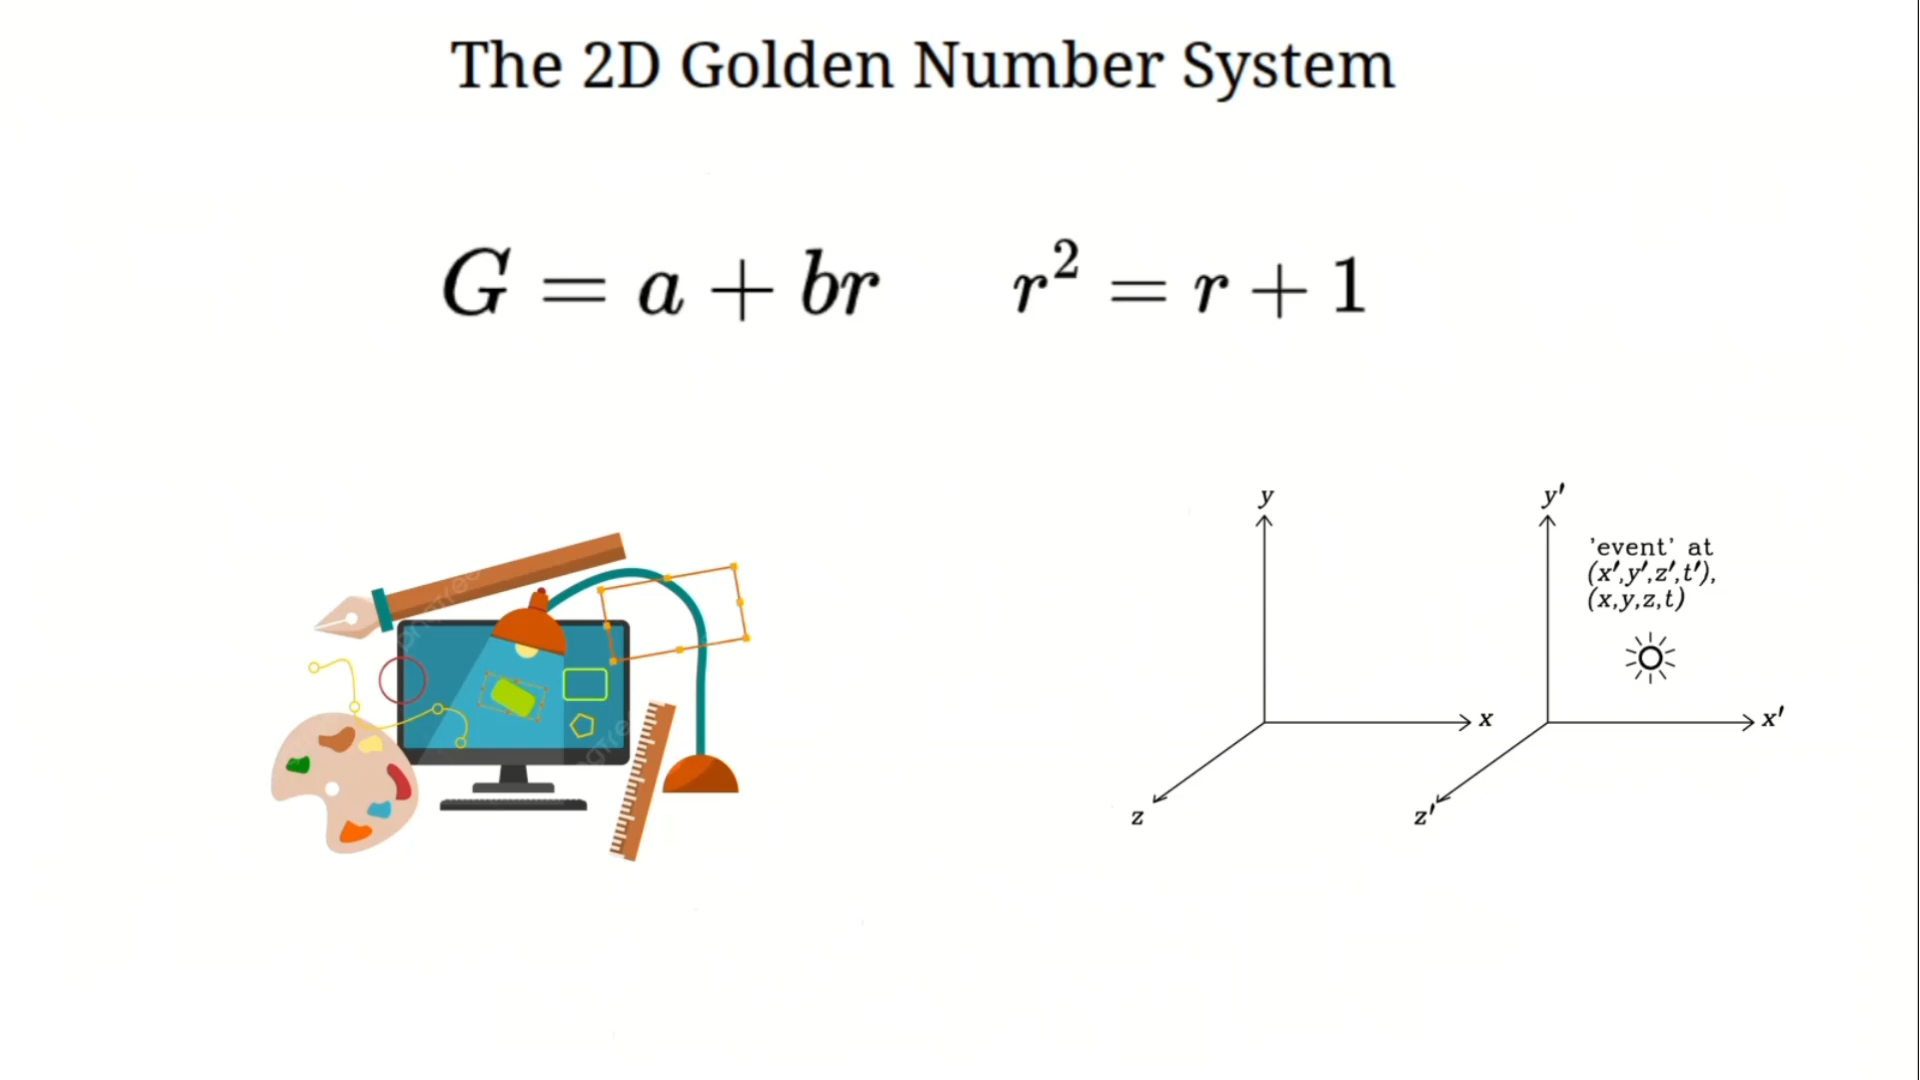 The 2D Golden Number System
G = a + br r² = r + 1
y
y′
'event' at
(x′,y′,z′,t′),
(x,y,z,t)
x
x′
z
z′